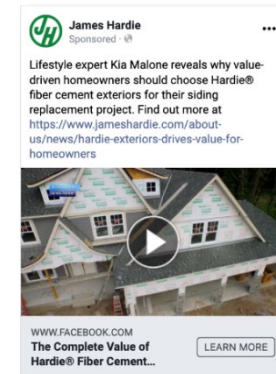 James Hardie
Sponsored ·
Lifestyle expert Kia Malone reveals why value-
driven homeowners should choose Hardie®
fiber cement exteriors for their siding
replacement project. Find out more at
https://www.jameshardie.com/about-
us/news/hardie-exteriors-drives-value-for-
homeowners
WWW.FACEBOOK.COM
The Complete Value of
Hardie® Fiber Cement...
LEARN MORE